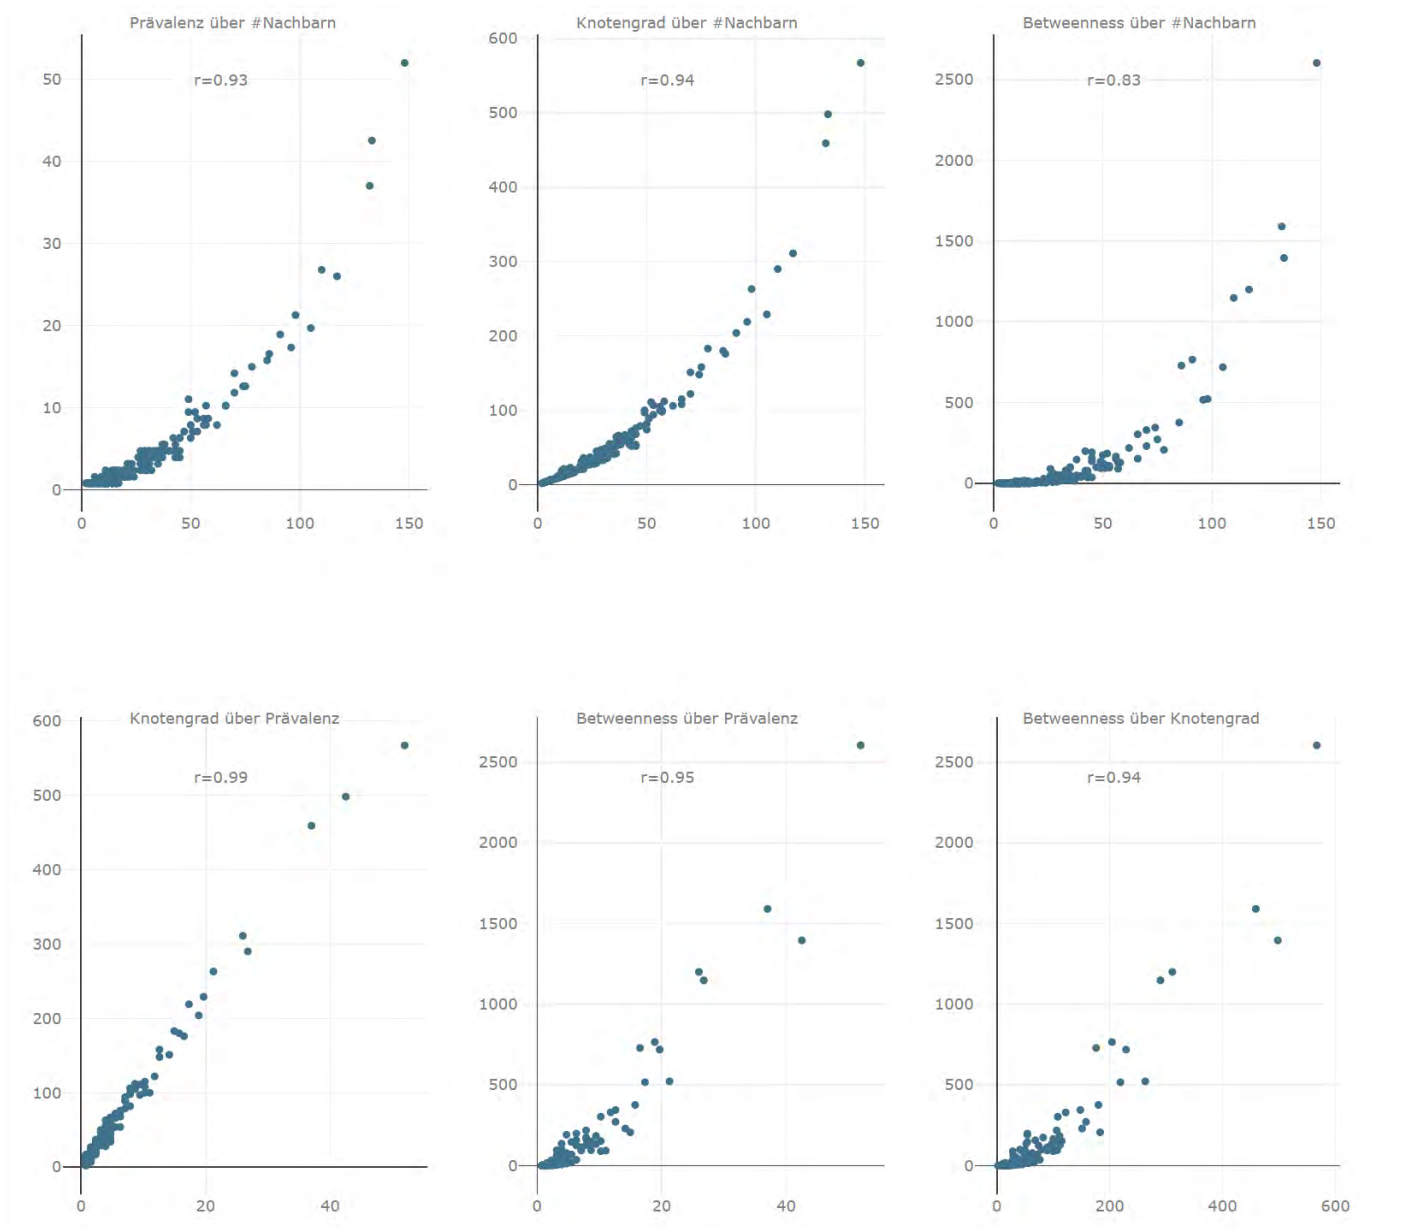 Prävalenz über #Nachbarn
r=0.93
50
40
30
20
10
0
0 50 100 150
Knotengrad über #Nachbarn
r=0.94
600
500
400
300
200
100
0
0 50 100 150
Betweenness über #Nachbarn
r=0.83
2500
2000
1500
1000
500
0
0 50 100 150
Knotengrad über Prävalenz
r=0.99
600
500
400
300
200
100
0
0 20 40
Betweenness über Prävalenz
r=0.95
2500
2000
1500
1000
500
0
0 20 40
Betweenness über Knotengrad
r=0.94
2500
2000
1500
1000
500
0
0 200 400 600